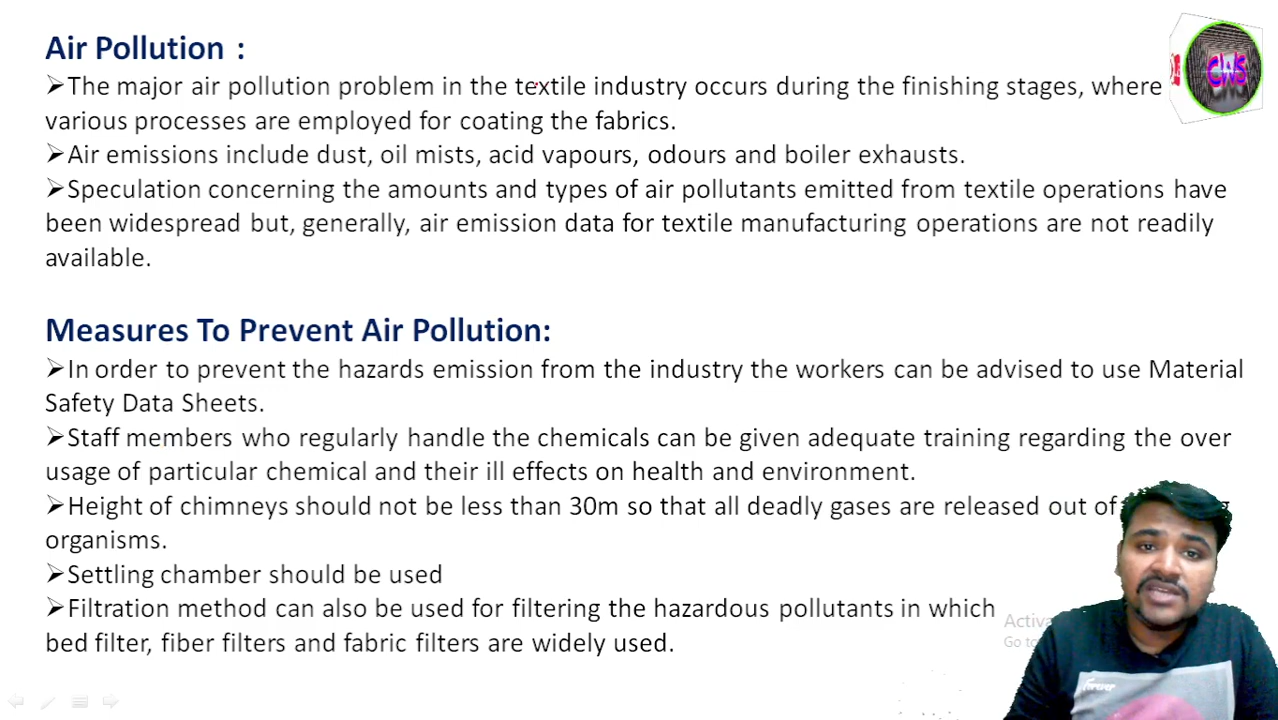 Air Pollution :
➢The major air pollution problem in the textile industry occurs during the finishing stages, where
various processes are employed for coating the fabrics.
➢Air emissions include dust, oil mists, acid vapours, odours and boiler exhausts.
➢Speculation concerning the amounts and types of air pollutants emitted from textile operations have
been widespread but, generally, air emission data for textile manufacturing operations are not readily
available.
CWS
Measures To Prevent Air Pollution:
➢In order to prevent the hazards emission from the industry the workers can be advised to use Material
Safety Data Sheets.
➢Staff members who regularly handle the chemicals can be given adequate training regarding the over
usage of particular chemical and their ill effects on health and environment.
➢Height of chimneys should not be less than 30m so that all deadly gases are released out of
organisms.
➢Settling chamber should be used
➢Filtration method can also be used for filtering the hazardous pollutants in which
bed filter, fiber filters and fabric filters are widely used.
Go to
Forever